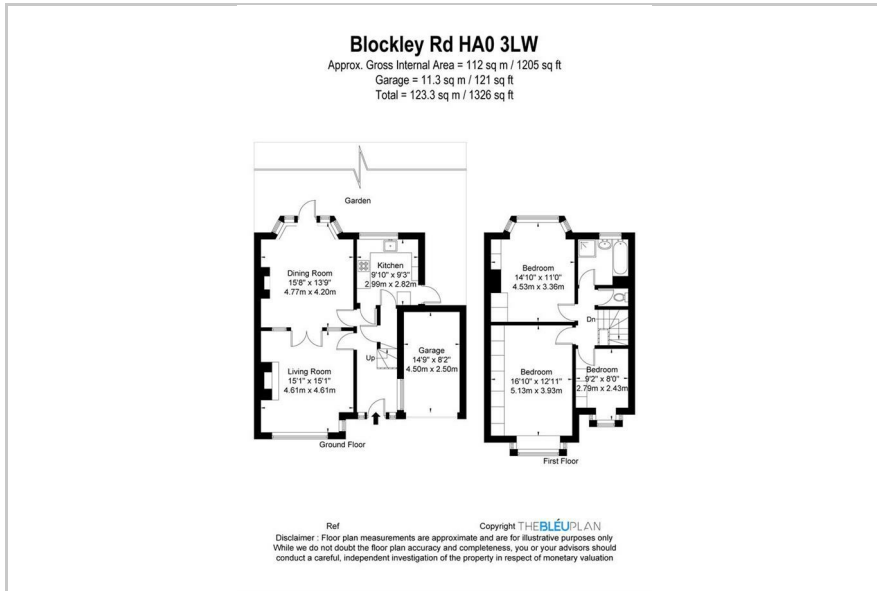 Blockley Rd HA0 3LW
Approx. Gross Internal Area = 112 sq m / 1205 sq ft
Garage = 11.3 sq m / 121 sq ft
Total = 123.3 sq m / 1326 sq ft
Garden
Dining Room
15'8" x 13'9"
4.77m x 4.20m
Kitchen
9'10" x 9'3"
2.99m x 2.82m
Living Room
15'1" x 15'1"
4.61m x 4.61m
Up
Garage
14'9" x 8'2"
4.50m x 2.50m
Ground Floor
Bedroom
14'10" x 11'0"
4.53m x 3.36m
Dn
Bedroom
16'10" x 12'11"
5.13m x 3.93m
Bedroom
9'2" x 8'0"
2.79m x 2.43m
First Floor
Ref
Copyright THEBLÉUPLAN
Disclaimer : Floor plan measurements are approximate and are for illustrative purposes only
While we do not doubt the floor plan accuracy and completeness, you or your advisors should
conduct a careful, independent investigation of the property in respect of monetary valuation